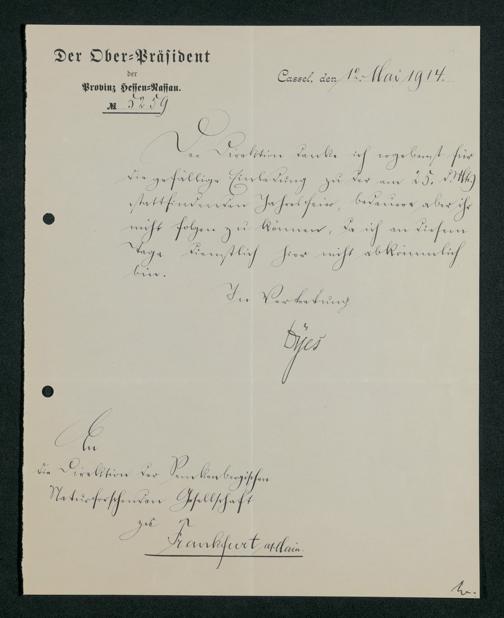 Der Ober-Präsident
der
Provinz Hessen-Nassau.
№ 5259
Cassel, den 12. Mai 1914.
Der Direktion danke ich ergebenst für
die gefällige Einladung zu der am 25. d. Mts
stattfindenden Jahresfeier, bedauere aber ihr
nicht folgen zu können, da ich an diesem
Tage dienstlich hier nicht abkömmlich
bin.
In Vertretung
Dyes
An
die Direktion der Senckenbergischen
Naturforschenden Gesellschaft
zu
Frankfurt a/Main.